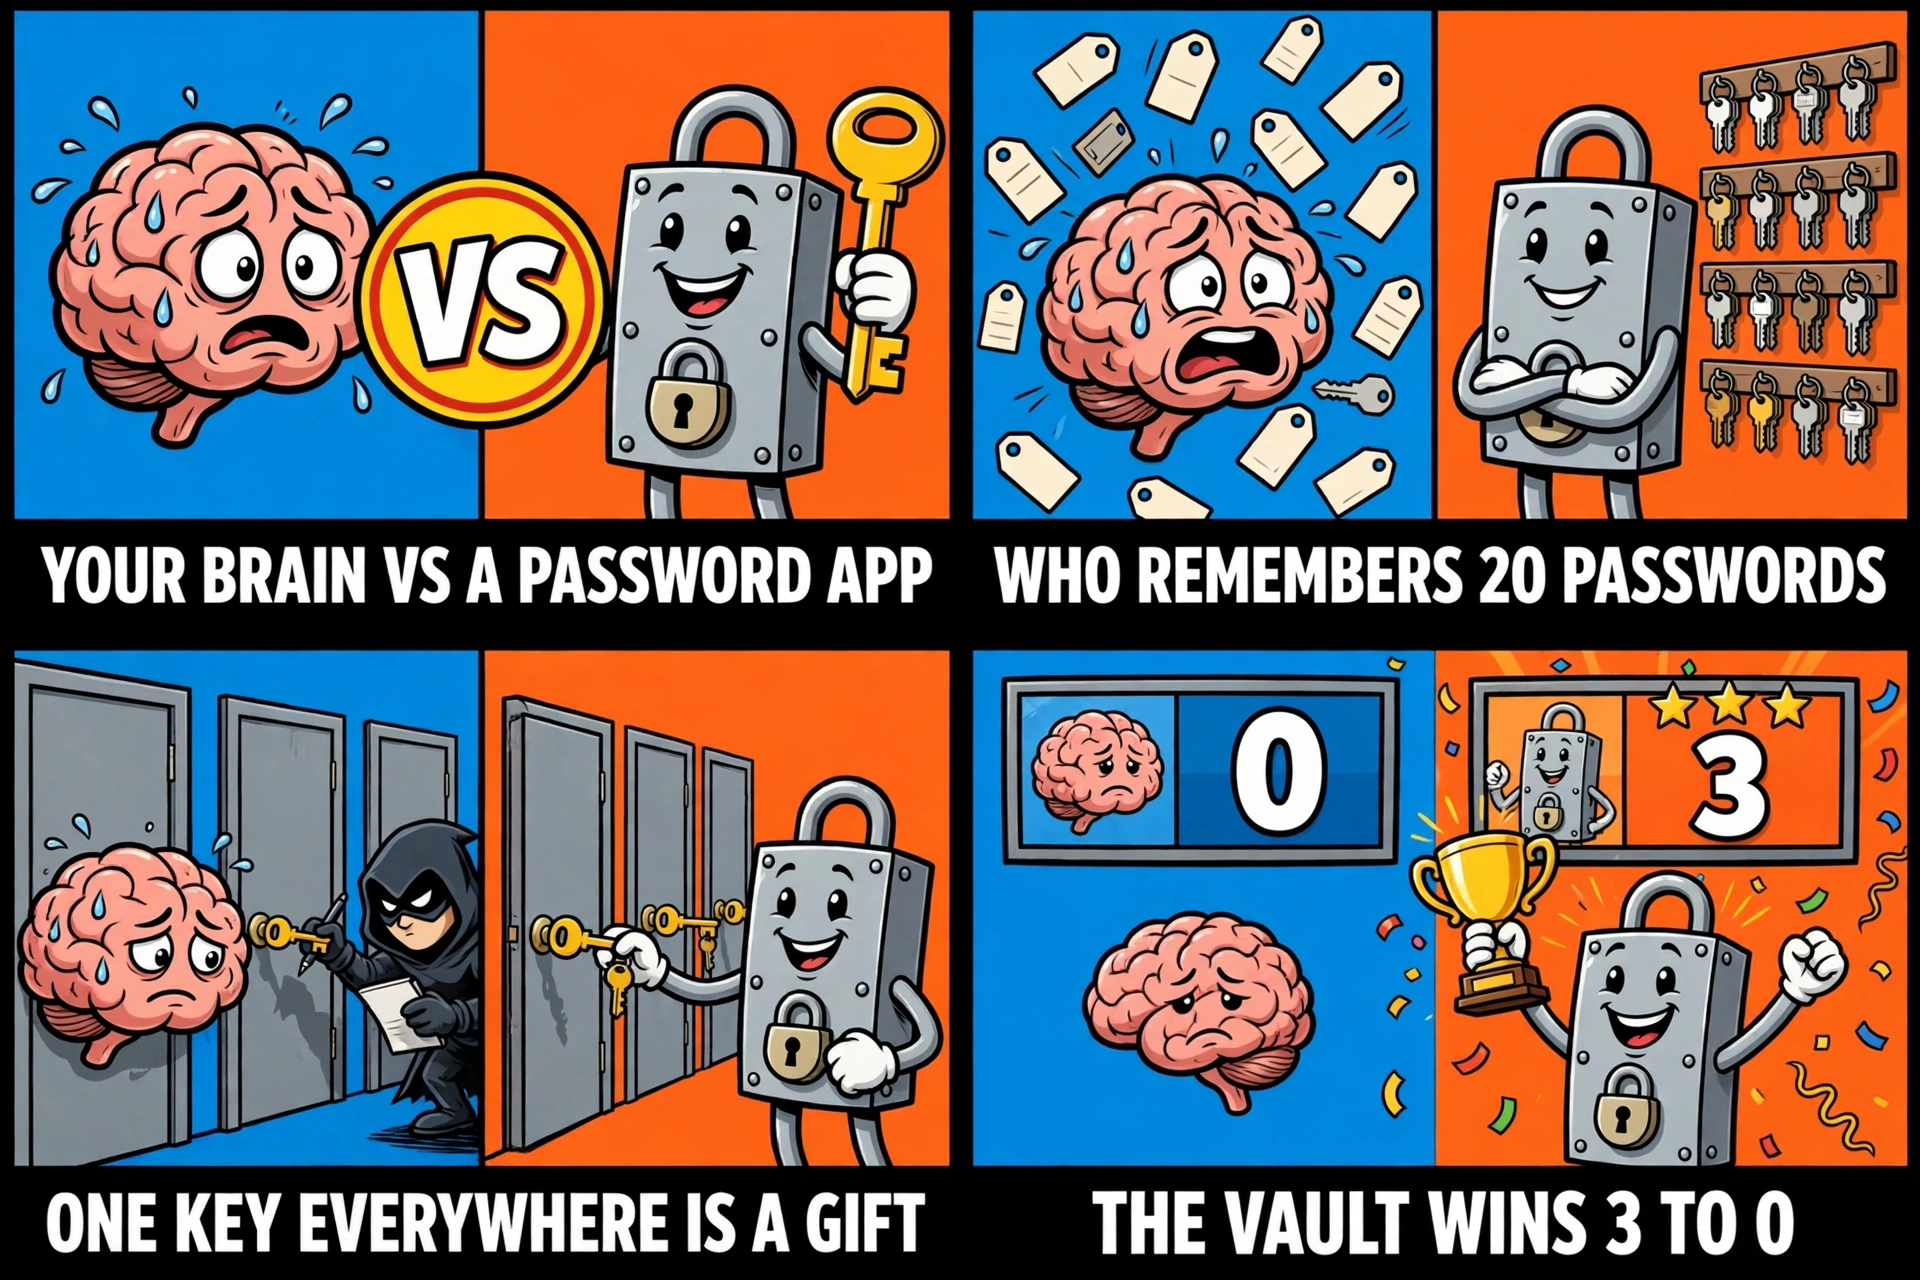 VS
YOUR BRAIN VS A PASSWORD APP
WHO REMEMBERS 20 PASSWORDS
ONE KEY EVERYWHERE IS A GIFT
0
3
THE VAULT WINS 3 TO 0